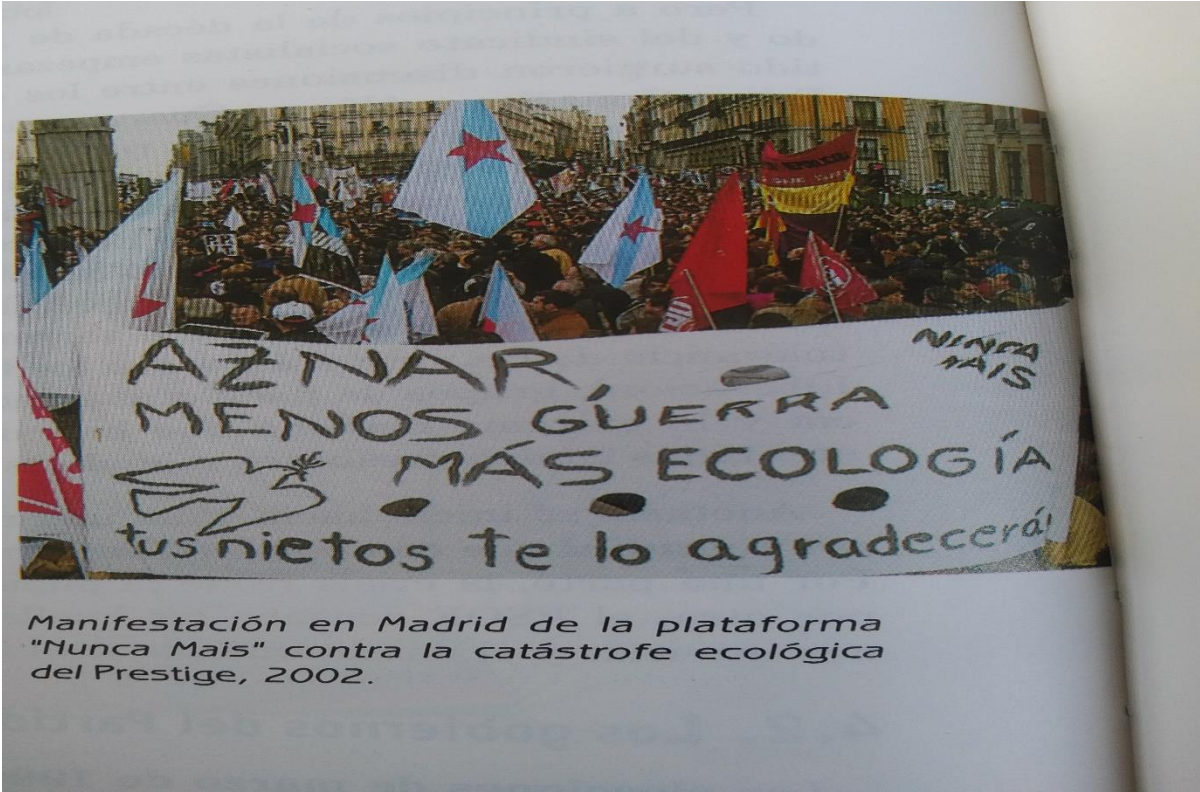 AZNAR,
NUNCA
MAIS
MENOS GUERRA
MÁS ECOLOGÍA
tus nietos te lo agradecerá
Manifestación en Madrid de la plataforma
"Nunca Mais" contra la catástrofe ecológica
del Prestige, 2002.